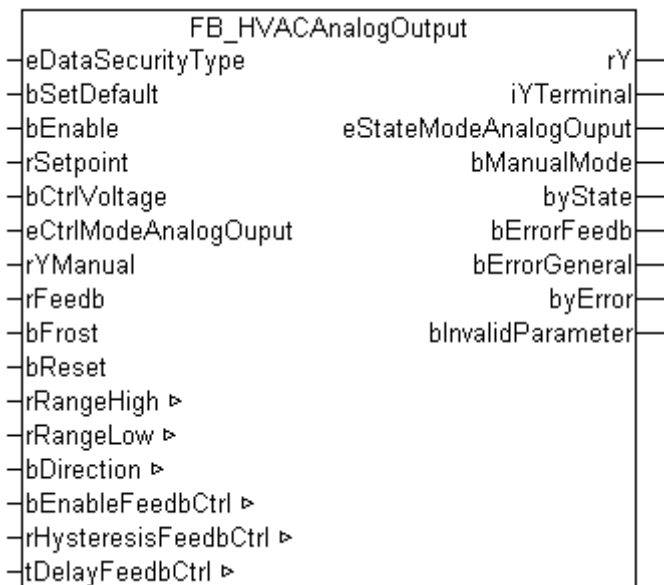 FB_HVACAnalogOutput
eDataSecurityType rY
bSetDefault iYTerminal
bEnable eStateModeAnalogOuput
rSetpoint bManualMode
bCtrlVoltage byState
eCtrlModeAnalogOuput bErrorFeedb
rYManual bErrorGeneral
rFeedb byError
bFrost bInvalidParameter
bReset
rRangeHigh ▹
rRangeLow ▹
bDirection ▹
bEnableFeedbCtrl ▹
rHysteresisFeedbCtrl ▹
tDelayFeedbCtrl ▹